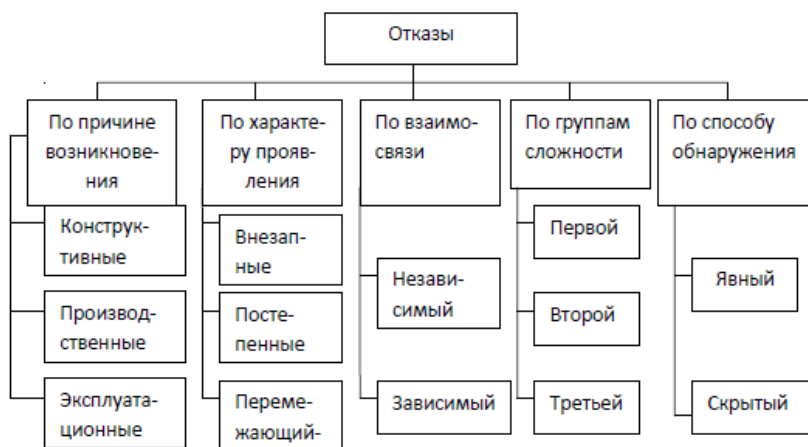 Отказы
По причине
возникнове-
ния
Конструк-
тивные
Производ-
ственные
Эксплуата-
ционные
По характе-
ру прояв-
ления
Внезап-
ные
Посте-
пенные
Переме-
жающий-
По взаимо-
связи
Незави-
симый
Зависимый
По группам
сложности
Первой
Второй
Третьей
По способу
обнаружения
Явный
Скрытый